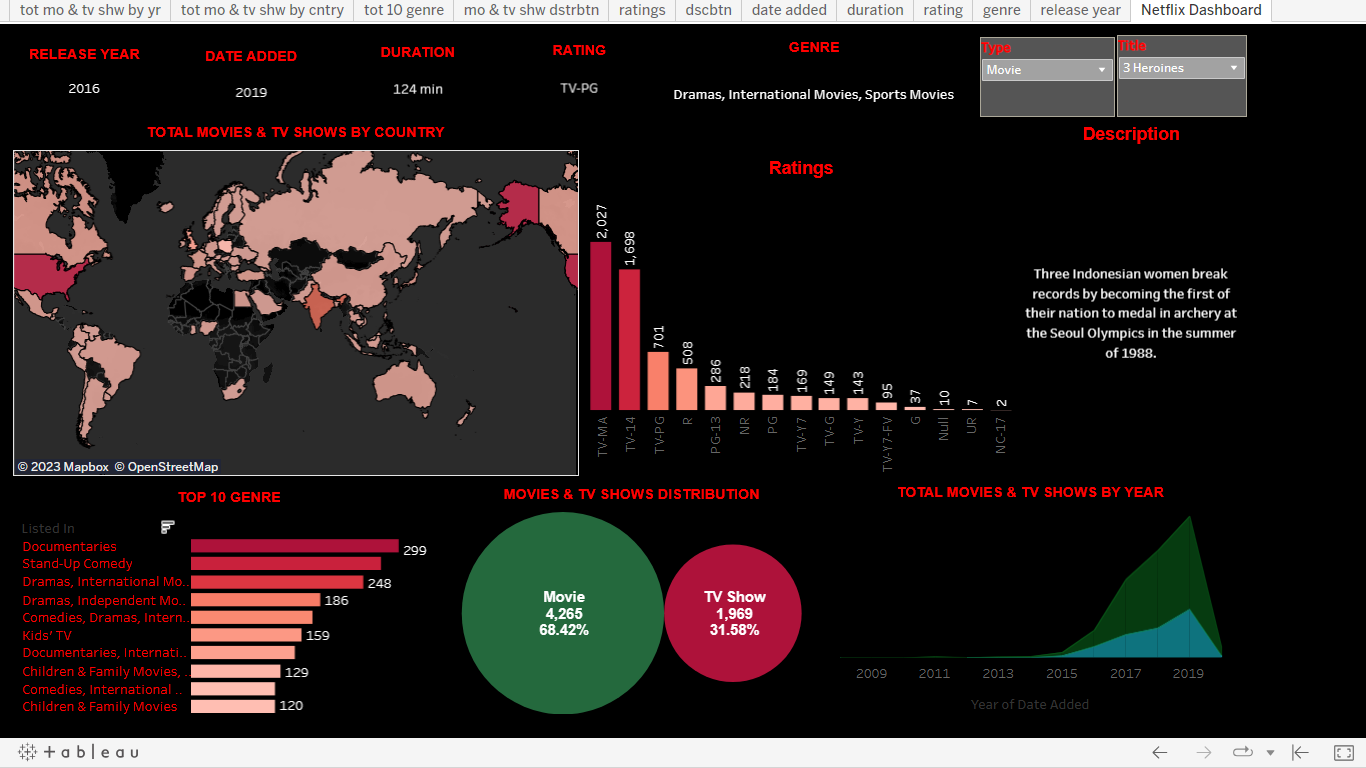 tot mo & tv shw by yr
tot mo & tv shw by cntry
tot 10 genre
mo & tv shw dstrbtn
ratings
dscbtn
date added
duration
rating
genre
release year
Netflix Dashboard
RELEASE YEAR
2016
DATE ADDED
2019
DURATION
124 min
RATING
TV-PG
GENRE
Dramas, International Movies, Sports Movies
Type
Movie
Title
3 Heroines
TOTAL MOVIES & TV SHOWS BY COUNTRY
© 2023 Mapbox © OpenStreetMap
Ratings
2,027
1,698
701
508
286
218
184
169
149
143
95
37
10
7
2
TV-MA
TV-14
TV-PG
R
PG-13
NR
PG
TV-Y7
TV-G
TV-Y
TV-Y7-FV
G
Null
UR
NC-17
Description
Three Indonesian women break
records by becoming the first of
their nation to medal in archery at
the Seoul Olympics in the summer
of 1988.
TOP 10 GENRE
Listed In
Documentaries
299
Stand-Up Comedy
Dramas, International Mo..
248
Dramas, Independent Mo..
186
Comedies, Dramas, Intern..
Kids' TV
159
Documentaries, Internati..
Children & Family Movies, ..
129
Comedies, International ..
Children & Family Movies
120
MOVIES & TV SHOWS DISTRIBUTION
Movie
4,265
68.42%
TV Show
1,969
31.58%
TOTAL MOVIES & TV SHOWS BY YEAR
2009
2011
2013
2015
2017
2019
Year of Date Added
+ableau